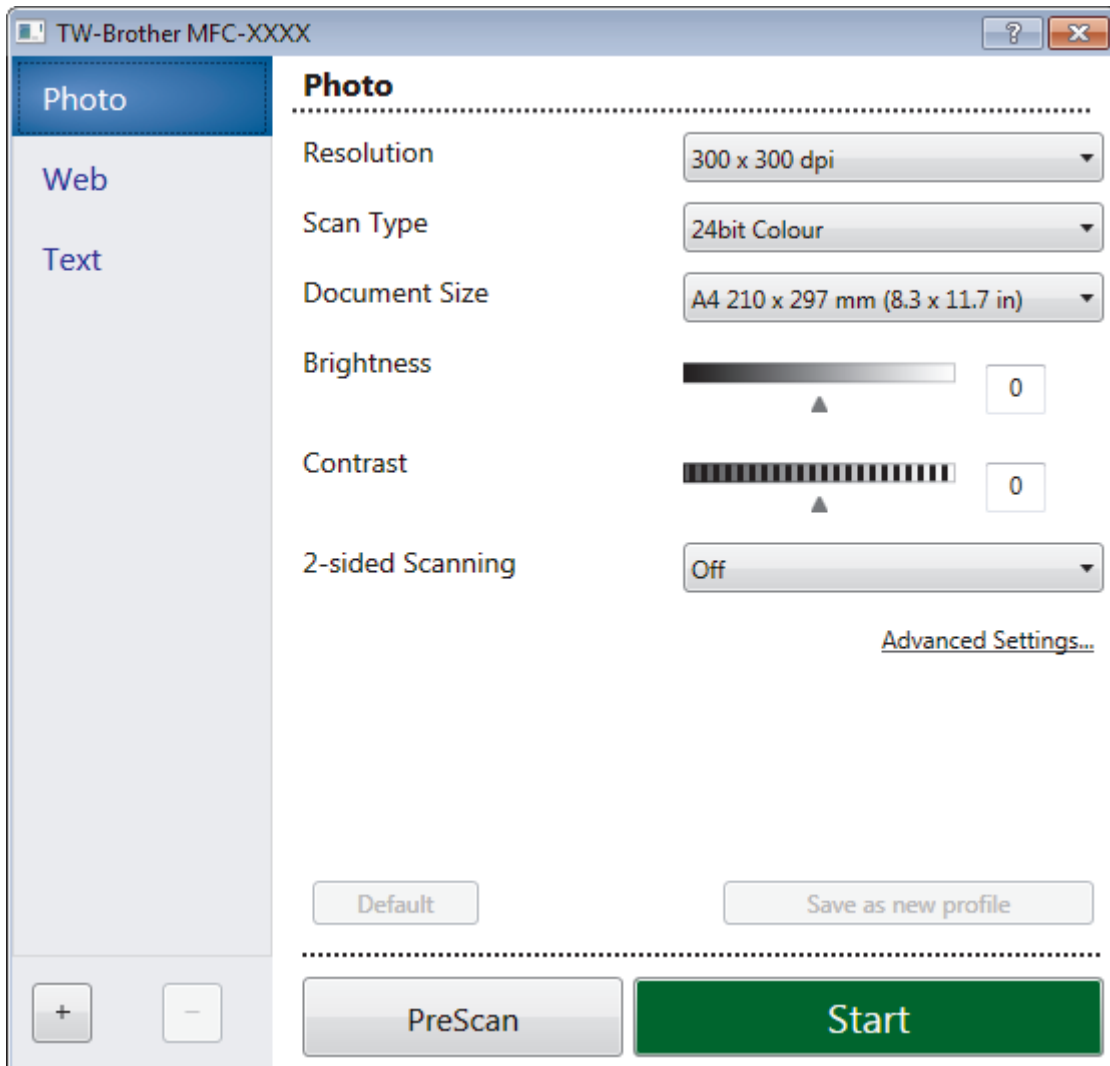 TW-Brother MFC-XXXX
?
Photo
Web
Text
Photo
Resolution
300 x 300 dpi
Scan Type
24bit Colour
Document Size
A4 210 x 297 mm (8.3 x 11.7 in)
Brightness
0
Contrast
0
2-sided Scanning
Off
Advanced Settings...
Default
Save as new profile
+
−
PreScan
Start